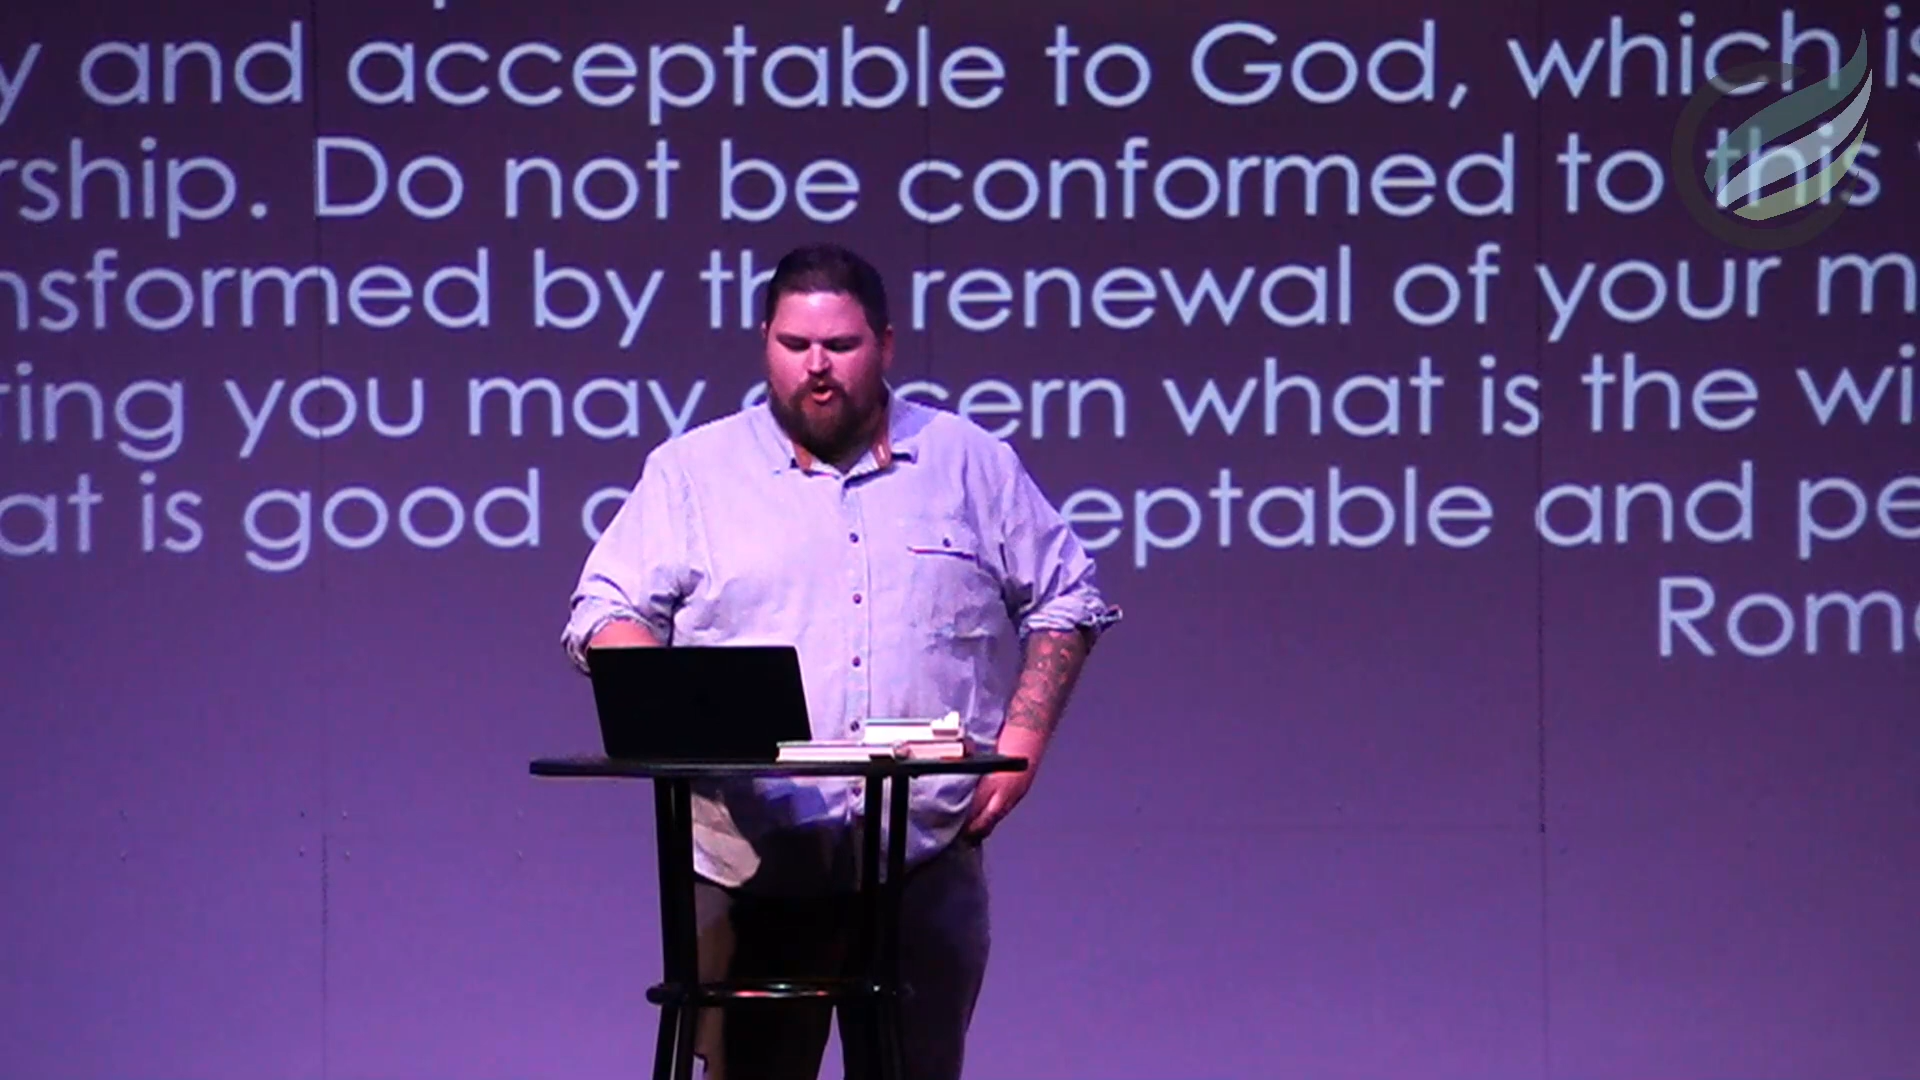 y and acceptable to God, which is
rship. Do not be conformed to this
nsformed by the renewal of your m
ting you may cern what is the wi
at is good eptable and pe
Rom